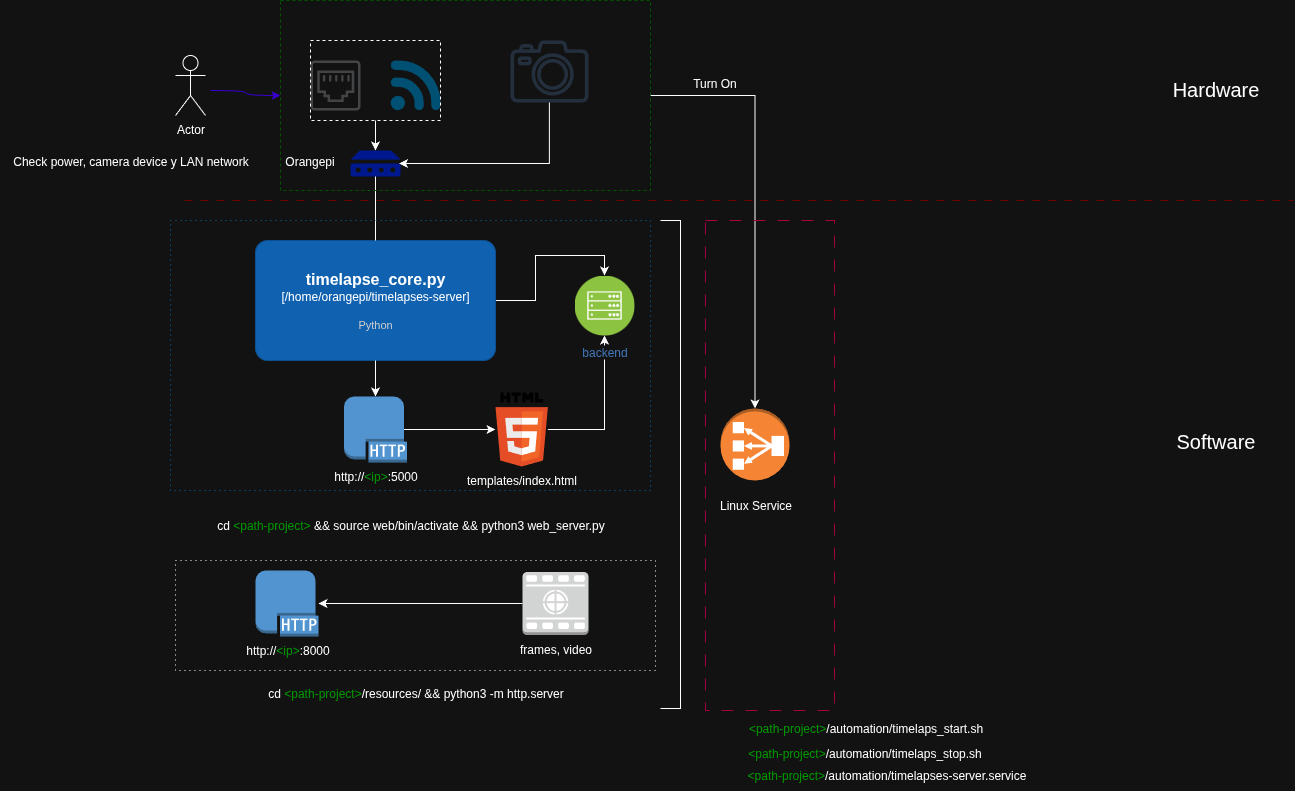 Turn On
Hardware
Actor
Check power, camera device y LAN network
Orangepi
timelapse_core.py
[/home/orangepi/timelapses-server]
Python
backend
HTML
HTTP
http://<ip>:5000
templates/index.html
Software
Linux Service
cd <path-project> && source web/bin/activate && python3 web_server.py
HTTP
http://<ip>:8000
frames, video
cd <path-project>/resources/ && python3 -m http.server
<path-project>/automation/timelaps_start.sh
<path-project>/automation/timelaps_stop.sh
<path-project>/automation/timelapses-server.service